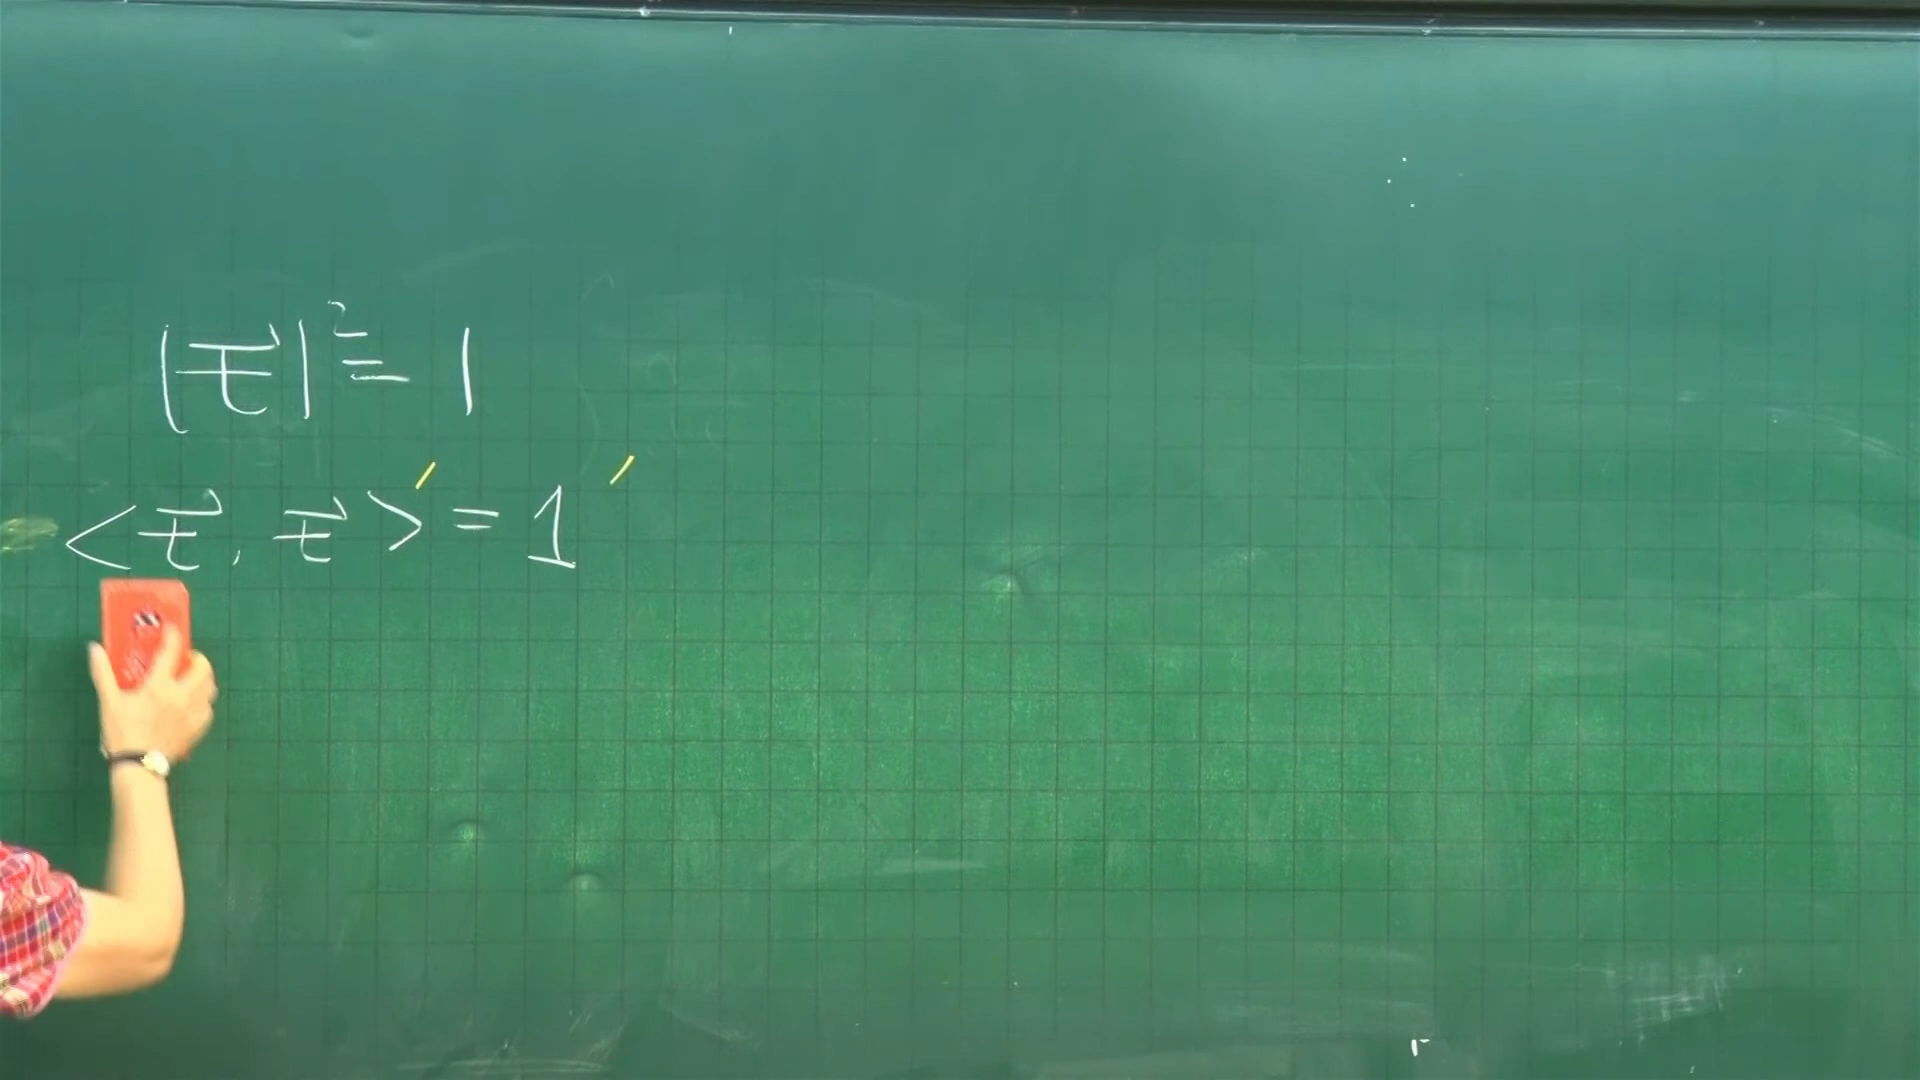 |t⃗|² = 1
<t⃗, t⃗>' = 1'